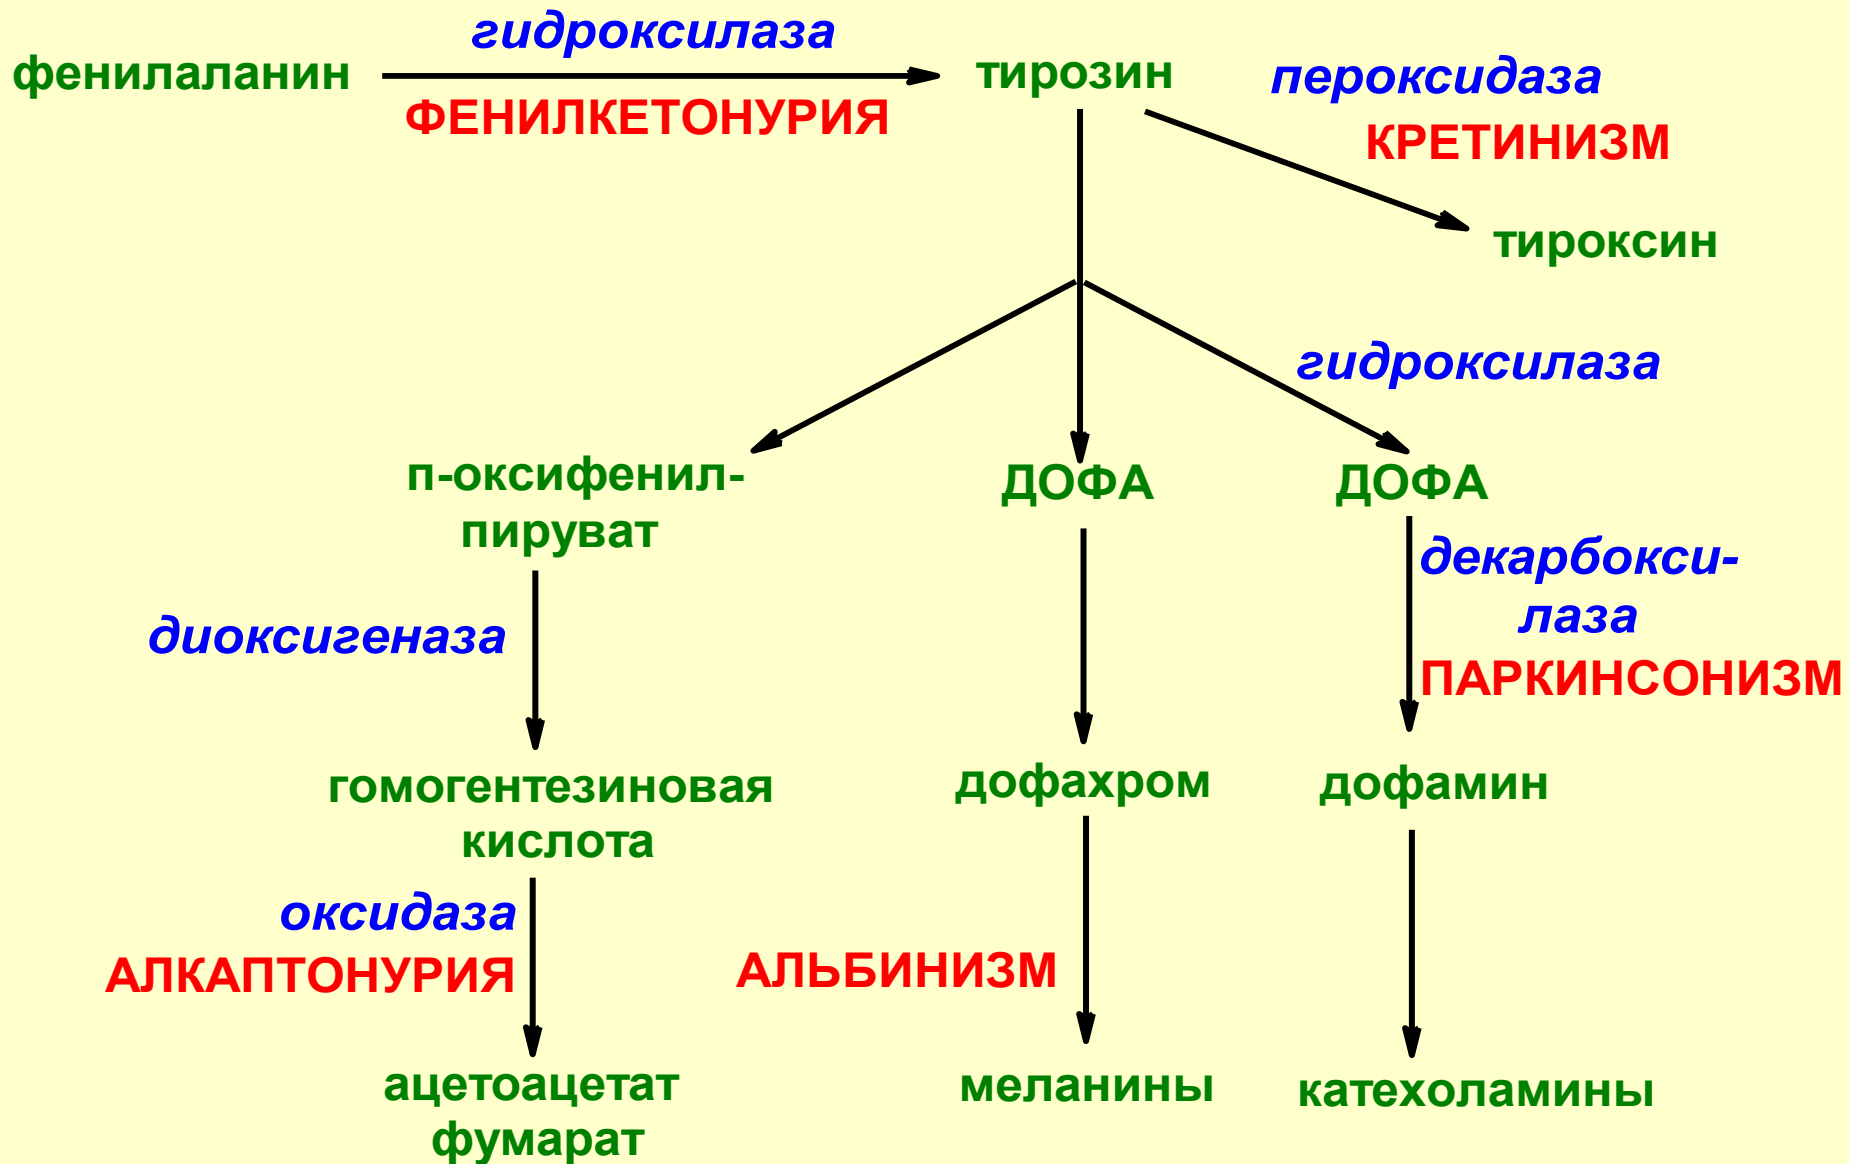 гидроксилаза
фенилаланин
тирозин
пероксидаза
ФЕНИЛКЕТОНУРИЯ
КРЕТИНИЗМ
тироксин
гидроксилаза
п-оксифенил-
пируват
ДОФА
ДОФА
декарбокси-
лаза
диоксигеназа
ПАРКИНСОНИЗМ
гомогентезиновая
кислота
дофахром
дофамин
оксидаза
АЛКАПТОНУРИЯ
АЛЬБИНИЗМ
ацетоацетат
фумарат
меланины
катехоламины